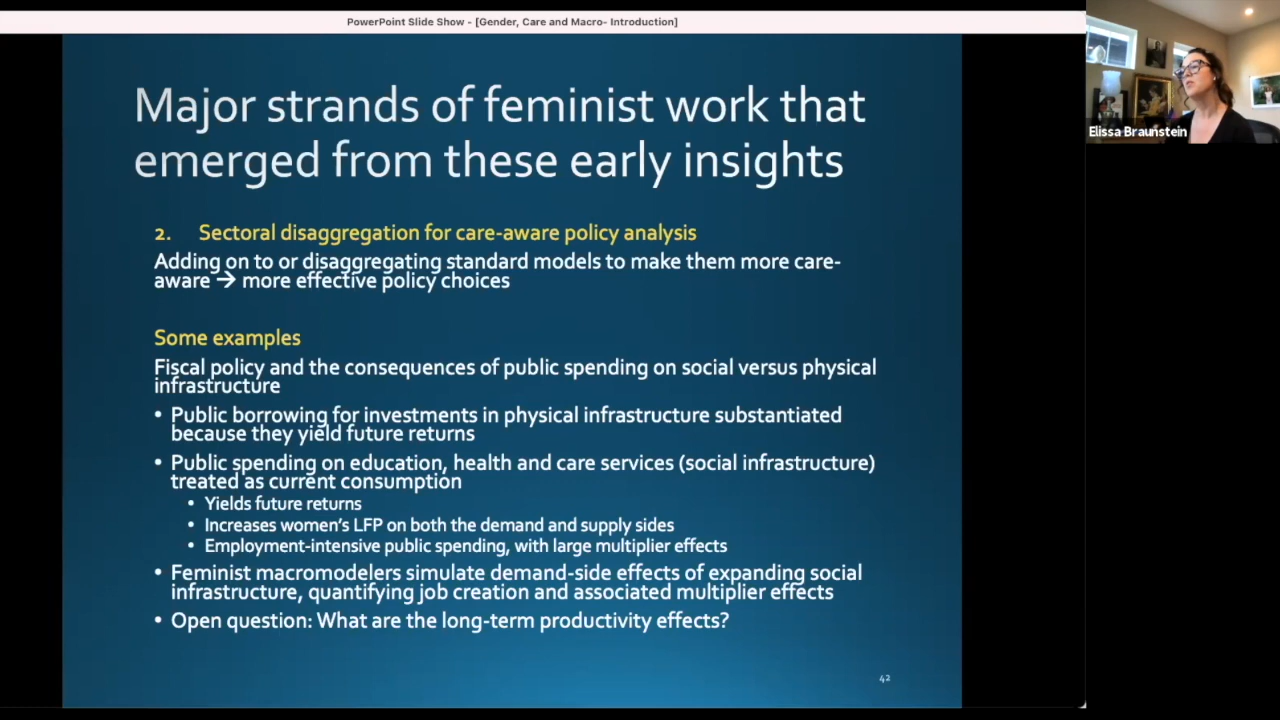 PowerPoint Slide Show - [Gender, Care and Macro- Introduction]
Major strands of feminist work that
emerged from these early insights
2. Sectoral disaggregation for care-aware policy analysis
Adding on to or disaggregating standard models to make them more care-
aware → more effective policy choices
Some examples
Fiscal policy and the consequences of public spending on social versus physical
infrastructure
• Public borrowing for investments in physical infrastructure substantiated
because they yield future returns
• Public spending on education, health and care services (social infrastructure)
treated as current consumption
• Yields future returns
• Increases women's LFP on both the demand and supply sides
• Employment-intensive public spending, with large multiplier effects
• Feminist macromodelers simulate demand-side effects of expanding social
infrastructure, quantifying job creation and associated multiplier effects
• Open question: What are the long-term productivity effects?
42
Elissa Braunstein